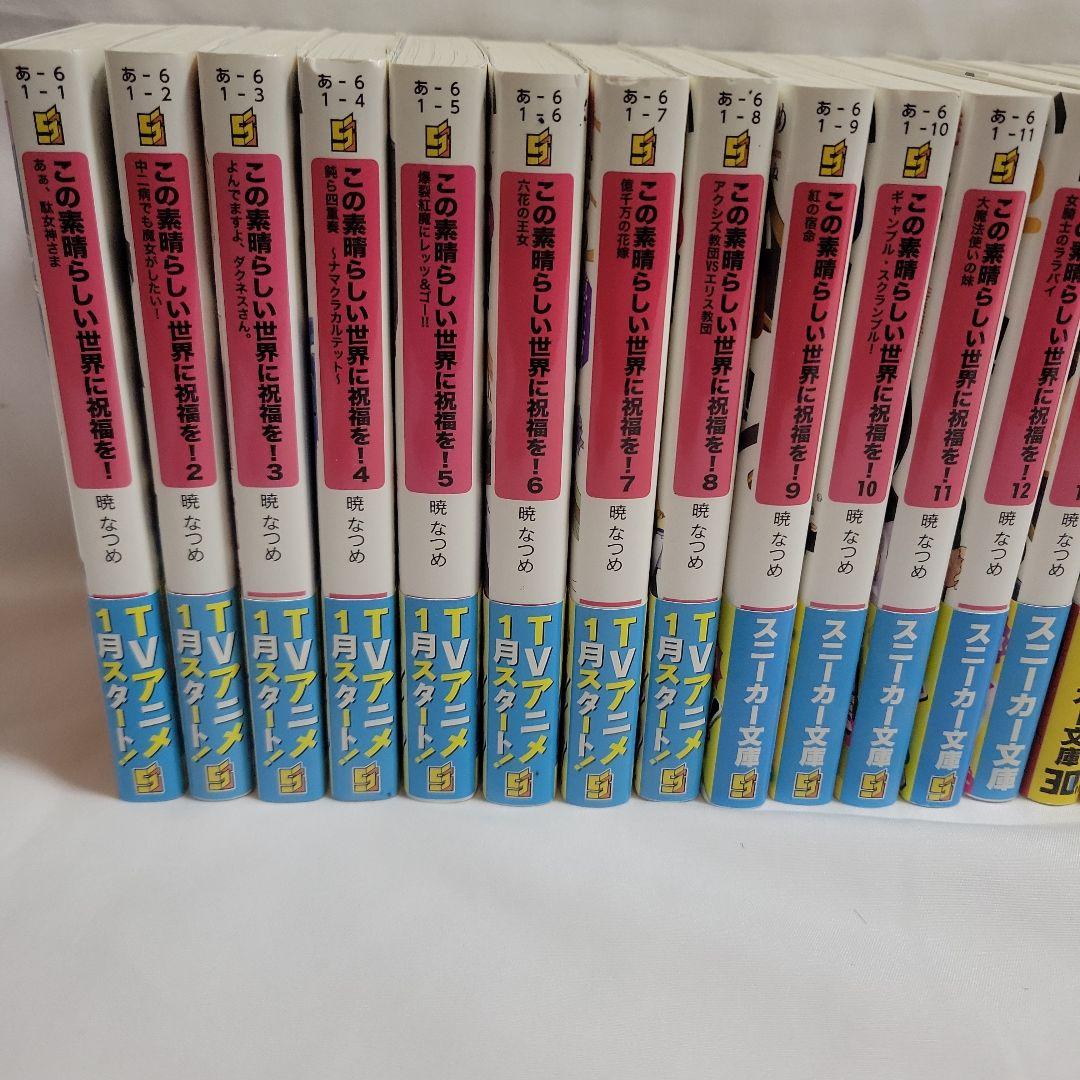 あ - 6
1 - 1
この素晴らしい世界に祝福を!
あぁ、駄女神さま
暁 なつめ
TVアニメ
1月スタート!
あ - 6
1 - 2
この素晴らしい世界に祝福を!2
中二病でも魔女がしたい!
暁 なつめ
TVアニメ
1月スタート!
あ - 6
1 - 3
この素晴らしい世界に祝福を!3
よんでますよ、ダクネスさん。
暁 なつめ
TVアニメ
1月スタート!
あ - 6
1 - 4
この素晴らしい世界に祝福を!4
鈍ら四重奏 ～ナマクラカルテット～
暁 なつめ
TVアニメ
1月スタート!
あ - 6
1 - 5
この素晴らしい世界に祝福を!5
爆裂紅魔にレッツ&ゴー!!
暁 なつめ
TVアニメ
1月スタート!
あ - 6
1 - 6
この素晴らしい世界に祝福を!6
六花の王女
暁 なつめ
TVアニメ
1月スタート!
あ - 6
1 - 7
この素晴らしい世界に祝福を!7
億千万の花嫁
暁 なつめ
TVアニメ
1月スタート!
あ - 6
1 - 8
この素晴らしい世界に祝福を!8
アクシズ教団VSエリス教団
暁 なつめ
TVアニメ
1月スタート!
あ - 6
1 - 9
この素晴らしい世界に祝福を!9
紅の宿命
暁 なつめ
スニーカー文庫
あ - 6
1 - 10
この素晴らしい世界に祝福を!10
ギャンブル・スクランブル!
暁 なつめ
スニーカー文庫
あ - 6
1 - 11
この素晴らしい世界に祝福を!11
大魔法使いの妹
暁 なつめ
スニーカー文庫
この素晴らしい世界に祝福を!12
女騎士のララバイ
暁 なつめ
スニーカー文庫
スニーカー文庫